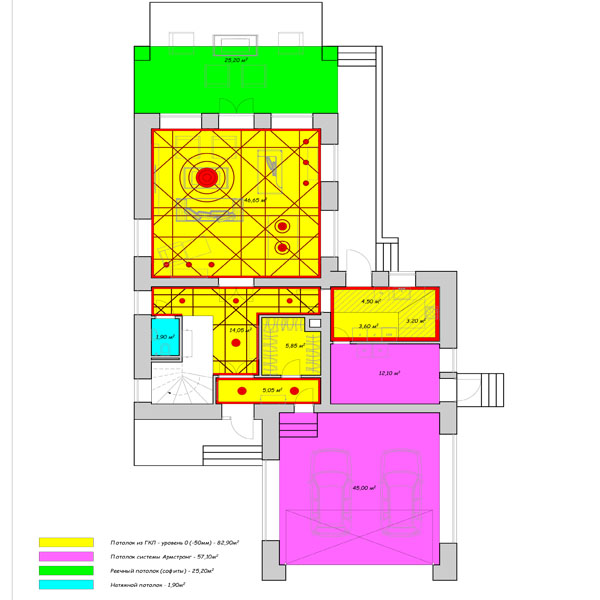 25,20 м²
46,65 м²
4,50 м²
3,20 м²
3,60 м²
14,05 м²
1,90 м²
5,85 м²
12,10 м²
5,05 м²
45,00 м²
Потолок из ГКЛ - уровень 0 (-50мм) - 82,90м²
Потолок системы Армстронг - 57,10м²
Реечный потолок (софиты) - 25,20м²
Натяжной потолок - 1,90м²